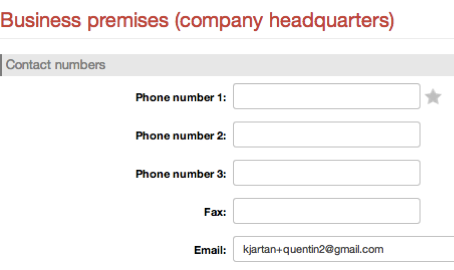 Business premises (company headquarters)
Contact numbers
Phone number 1:
Phone number 2:
Phone number 3:
Fax:
Email: kjartan+quentin2@gmail.com